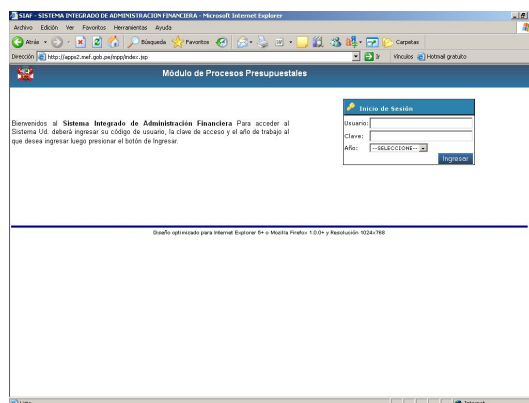 SIAF - SISTEMA INTEGRADO DE ADMINISTRACION FINANCIERA - Microsoft Internet Explorer
Archivo Edición Ver Favoritos Herramientas Ayuda
Atrás Búsqueda Favoritos Carpetas
Dirección http://apps2.mef.gob.pe/mpp/index.jsp Ir Vínculos Hotmail gratuito
Módulo de Procesos Presupuestales
Inicio de Sesión
Usuario:
Clave:
Año: --SELECCIONE--
Ingresar
Bienvenidos al Sistema Integrado de Administración Financiera Para acceder al
Sistema Ud. deberá ingresar su código de usuario, la clave de acceso y el año de trabajo al
que desea ingresar luego presionar el botón de Ingresar.
Diseño optimizado para Internet Explorer 5+ o Mozilla Firefox 1.0.0+ y Resolución 1024x768
Listo Internet